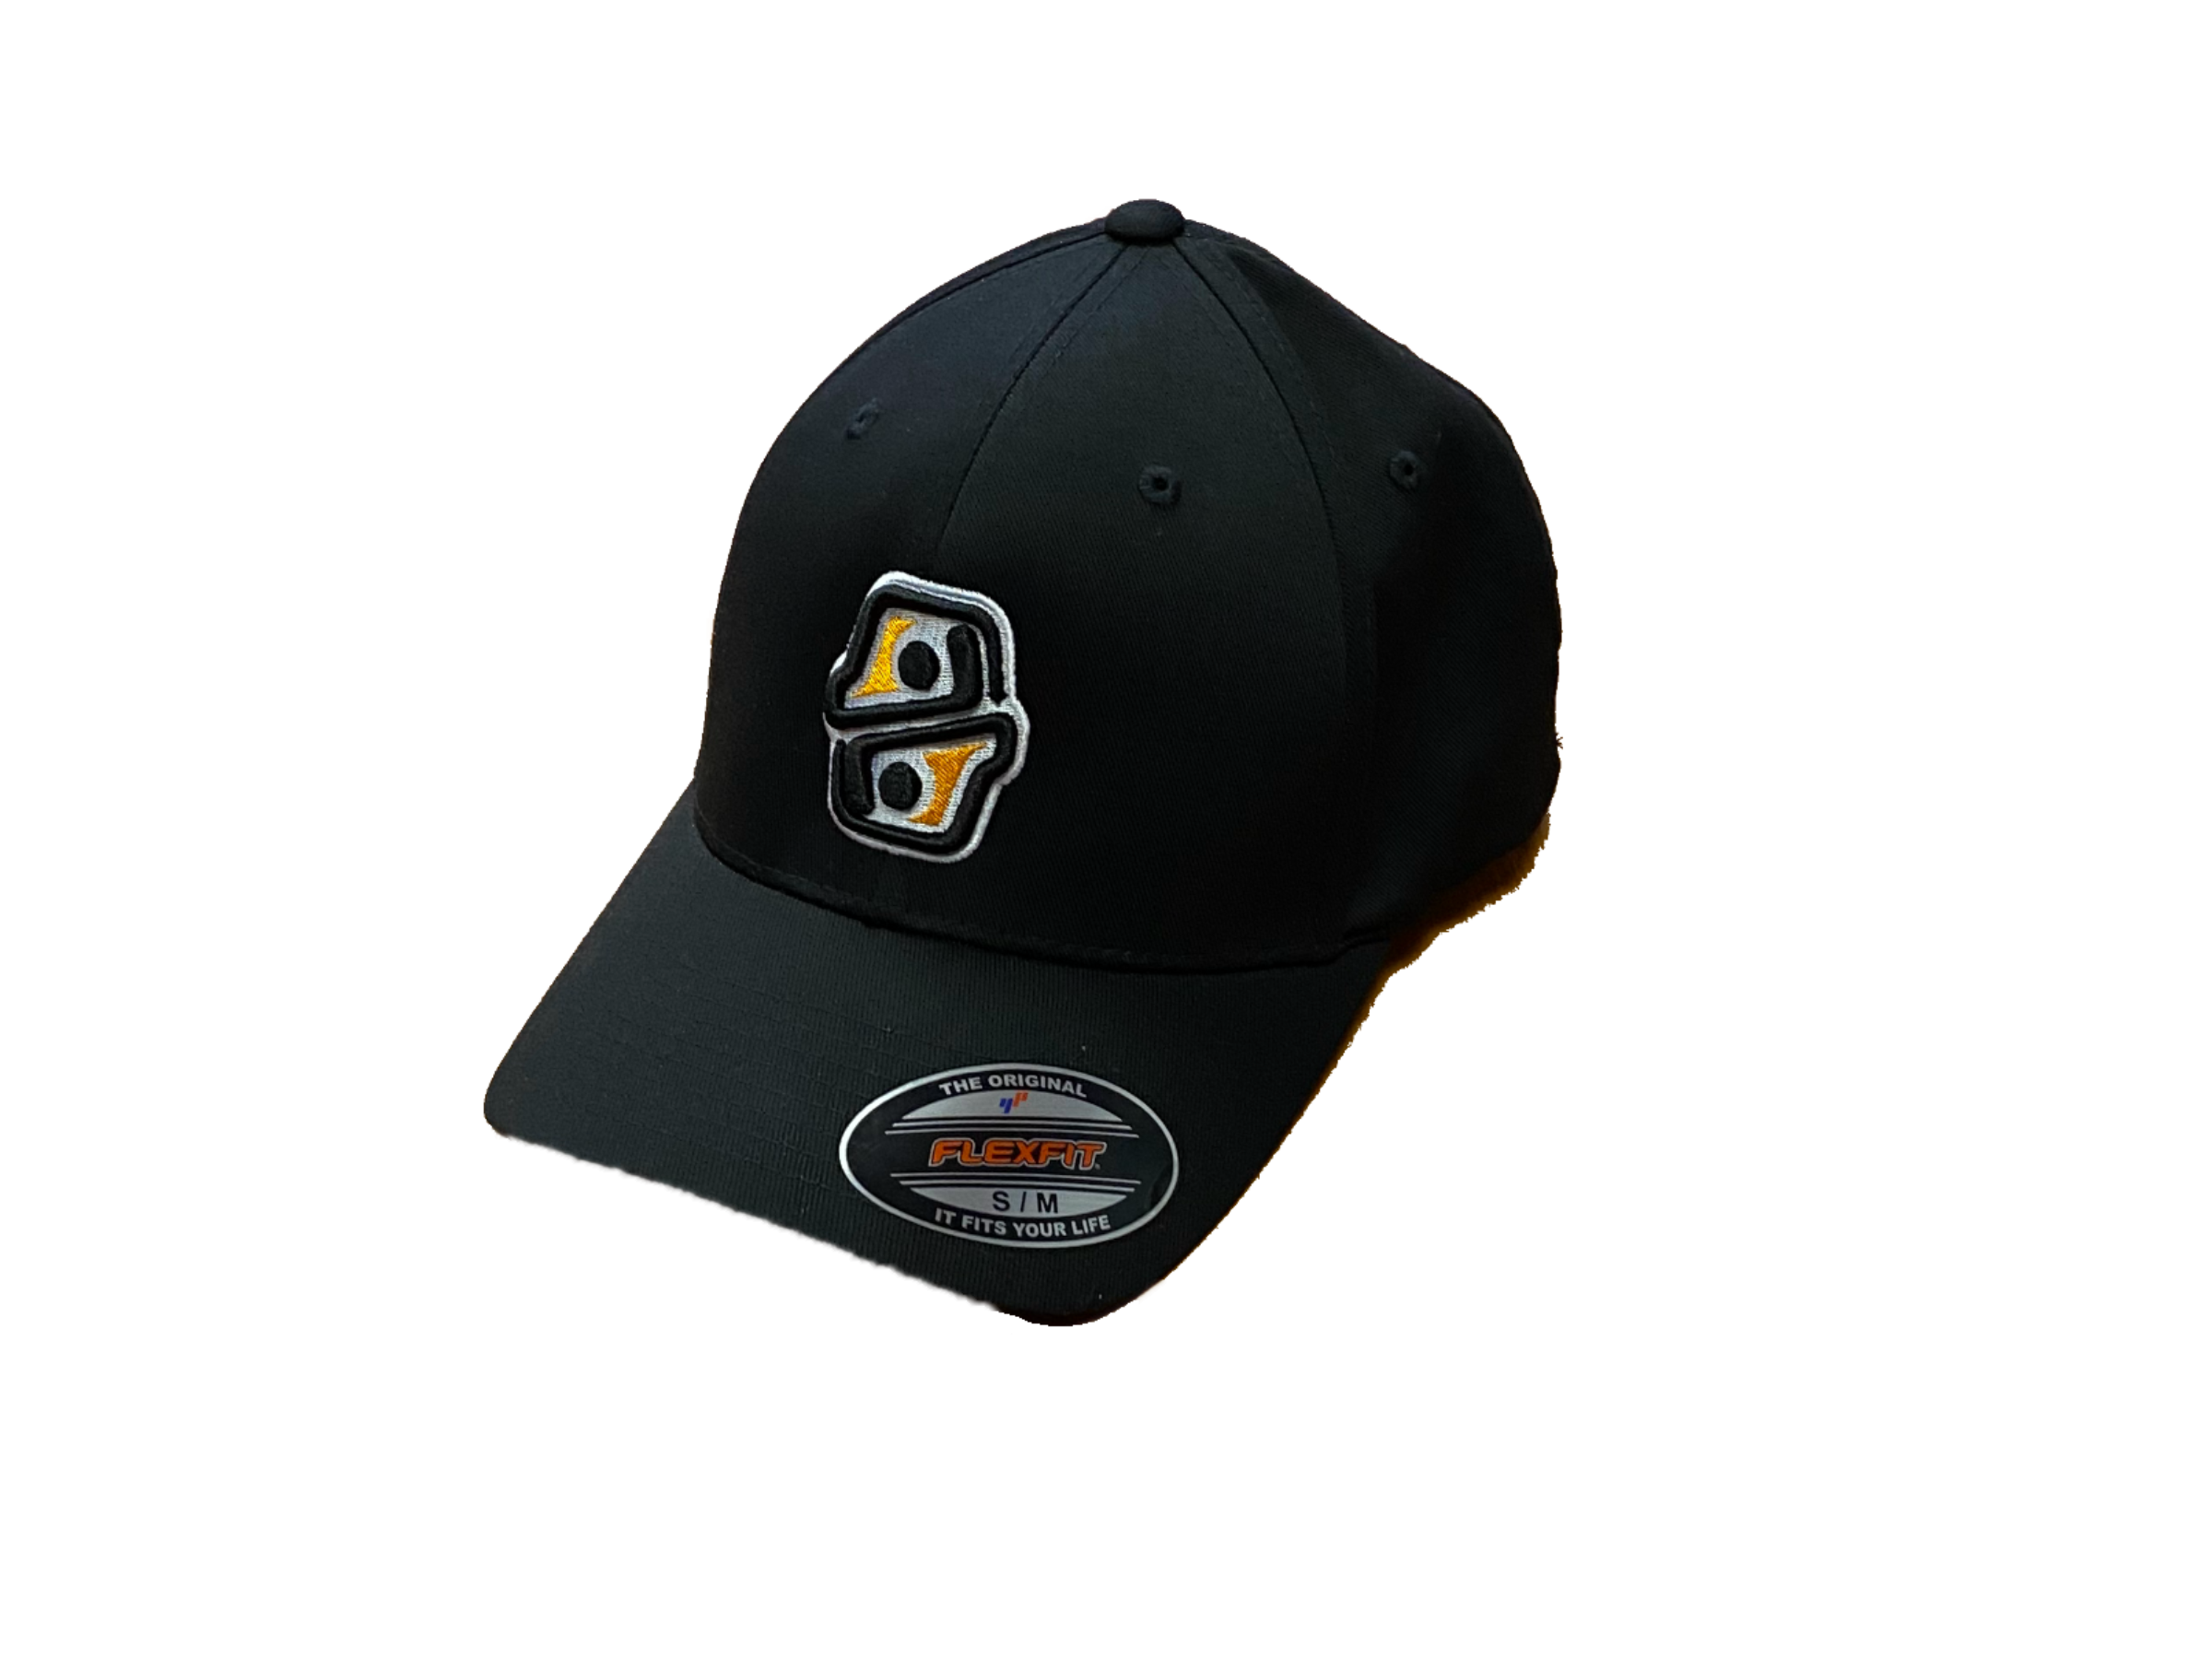 THE ORIGINAL
FLEXFIT
S / M
IT FITS YOUR LIFE